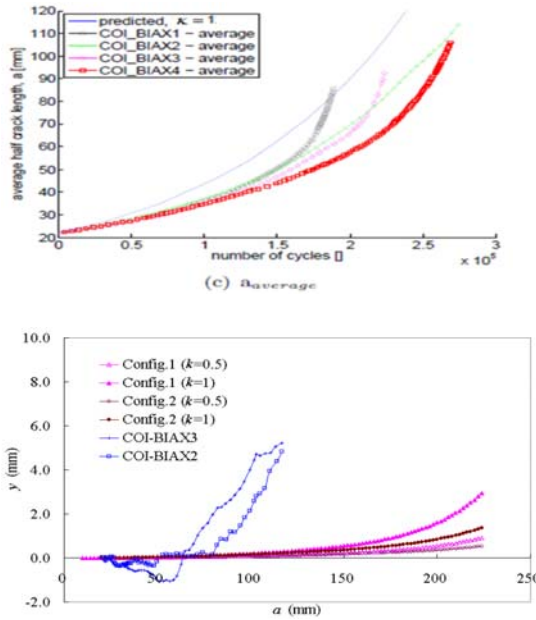 120
110
100
90
80
70
60
50
40
30
20
average half crack length, a [mm]
predicted, κ = 1
COI_BIAX1 − average
COI_BIAX2 − average
COI_BIAX3 − average
COI_BIAX4 − average
0 0.5 1 1.5 2 2.5 3 3.5
number of cycles []
x 10⁵
(c) aaverage
10.0
8.0
6.0
4.0
2.0
0.0
-2.0
y (mm)
Config.1 (k=0.5)
Config.1 (k=1)
Config.2 (k=0.5)
Config.2 (k=1)
COI-BIAX3
COI-BIAX2
0 50 100 150 200 250
a (mm)